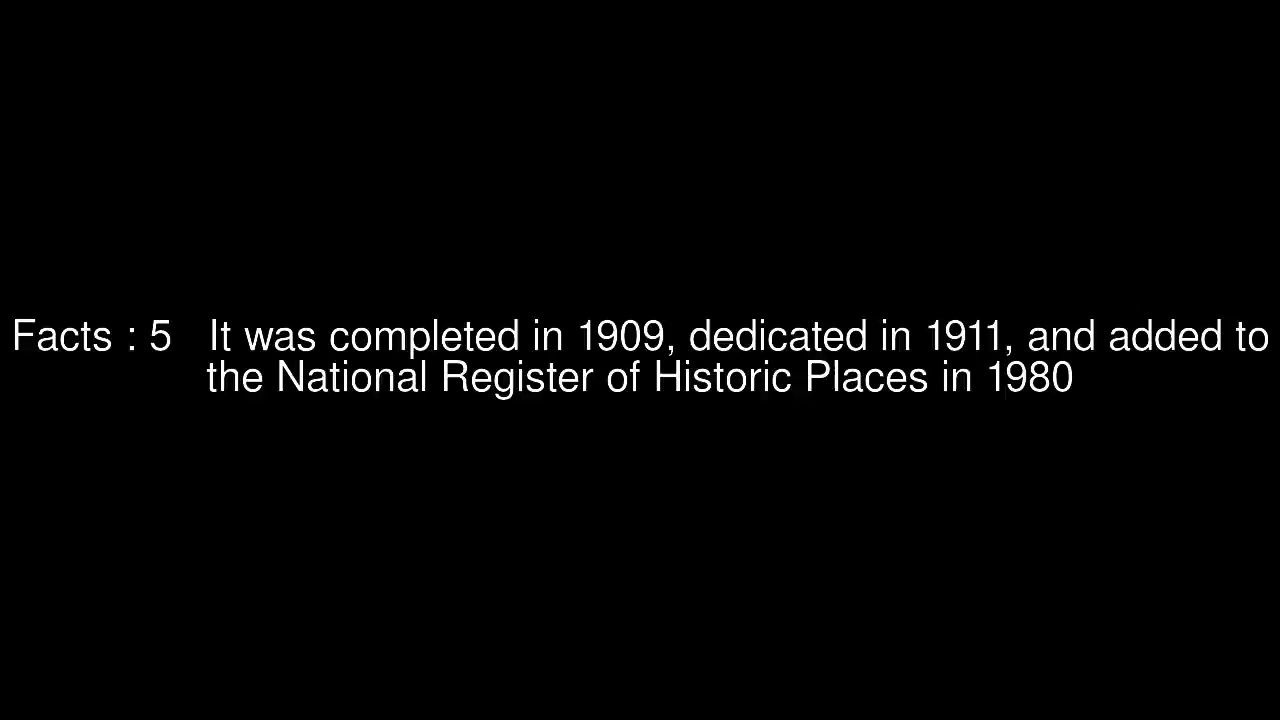 Facts : 5   It was completed in 1909, dedicated in 1911, and added to
the National Register of Historic Places in 1980